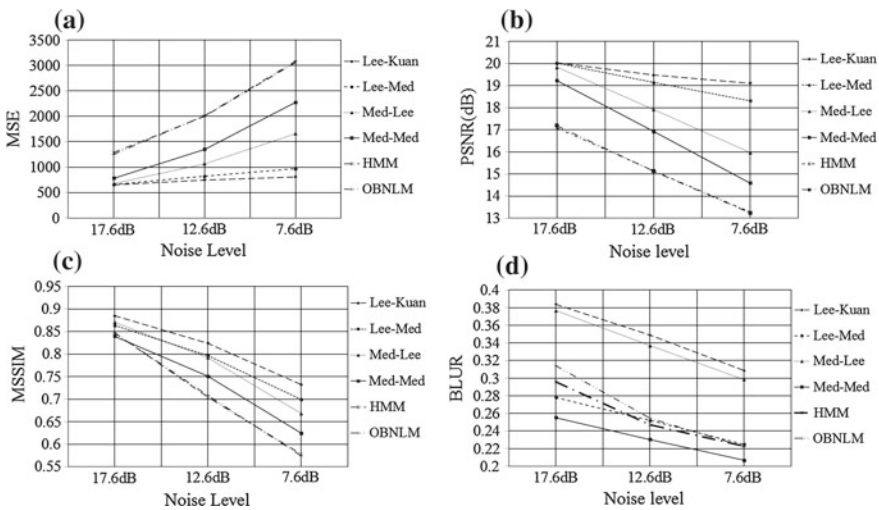 (a)
3500
3000
2500
2000
1500
1000
500
0
MSE
17.6dB 12.6dB 7.6dB
Noise Level
Lee-Kuan
Lee-Med
Med-Lee
Med-Med
HMM
OBNLM
(b)
20
20
19
18
17
16
15
14
13
PSNR(dB)
17.6dB 12.6dB 7.6dB
Noise level
Lee-Kuan
Lee-Med
Med-Lee
Med-Med
HMM
OBNLM
(c)
0.95
0.9
0.85
0.8
0.75
0.7
0.65
0.6
0.55
MSSIM
17.6dB 12.6dB 7.6dB
Noise Level
Lee-Kuan
Lee-Med
Med-Lee
Med-Med
HMM
OBNLM
(d)
0.4
0.38
0.36
0.34
0.32
0.3
0.28
0.26
0.24
0.22
0.2
BLUR
17.6dB 12.6dB 7.6dB
Noise level
Lee-Kuan
Lee-Med
Med-Lee
Med-Med
HMM
OBNLM